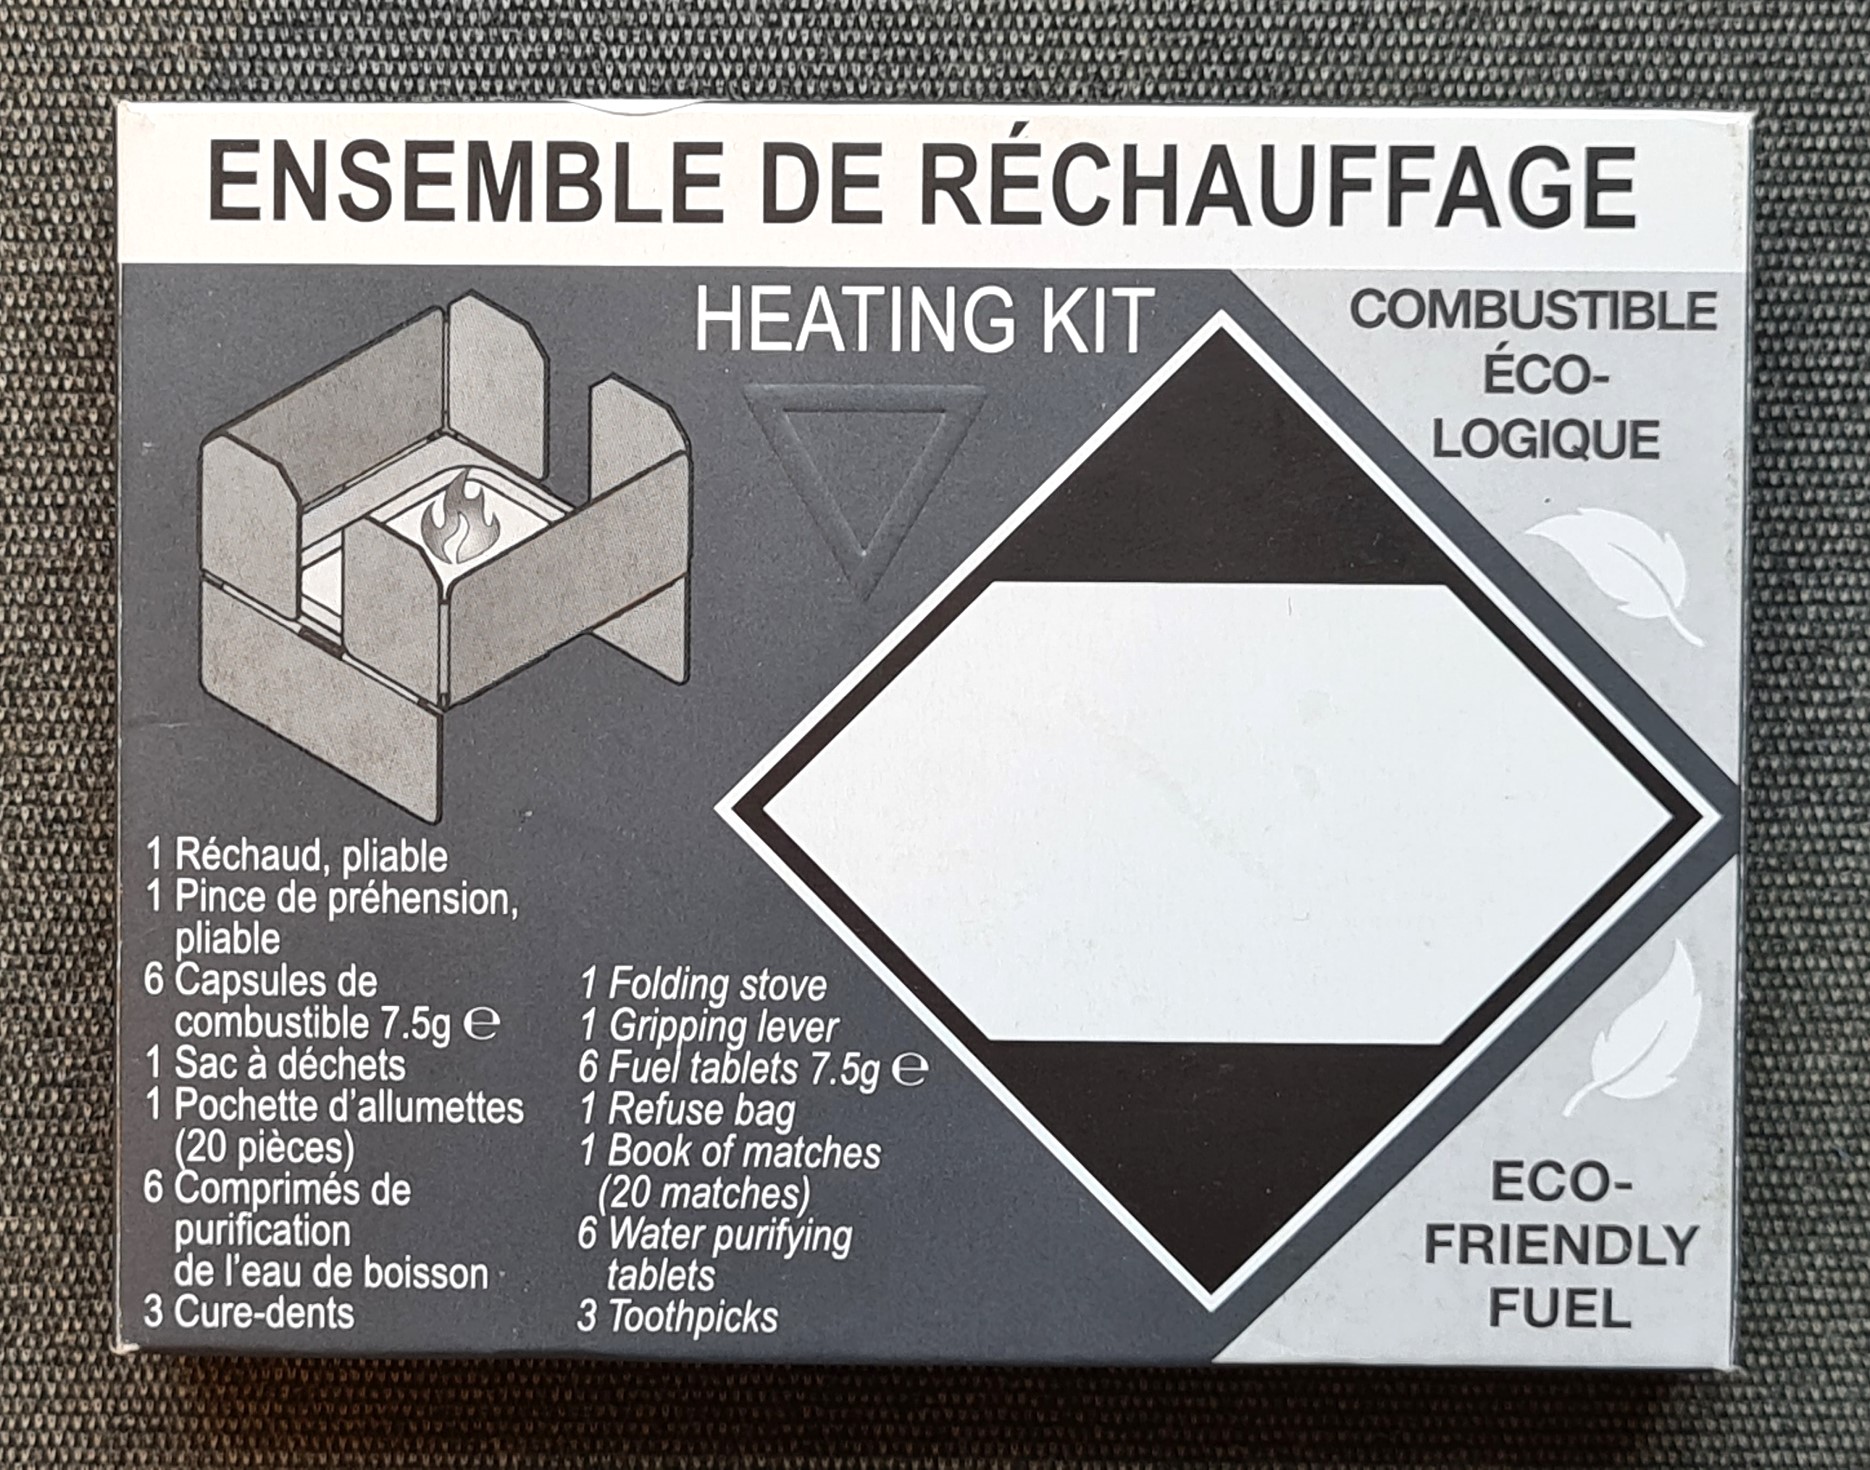 ENSEMBLE DE RÉCHAUFFAGE
HEATING KIT
COMBUSTIBLE
ÉCO-
LOGIQUE
1 Réchaud, pliable
1 Pince de préhension,
pliable
6 Capsules de
combustible 7.5g ℮
1 Sac à déchets
1 Pochette d'allumettes
(20 pièces)
6 Comprimés de
purification
de l'eau de boisson
3 Cure-dents
1 Folding stove
1 Gripping lever
6 Fuel tablets 7.5g ℮
1 Refuse bag
1 Book of matches
(20 matches)
6 Water purifying
tablets
3 Toothpicks
ECO-
FRIENDLY
FUEL